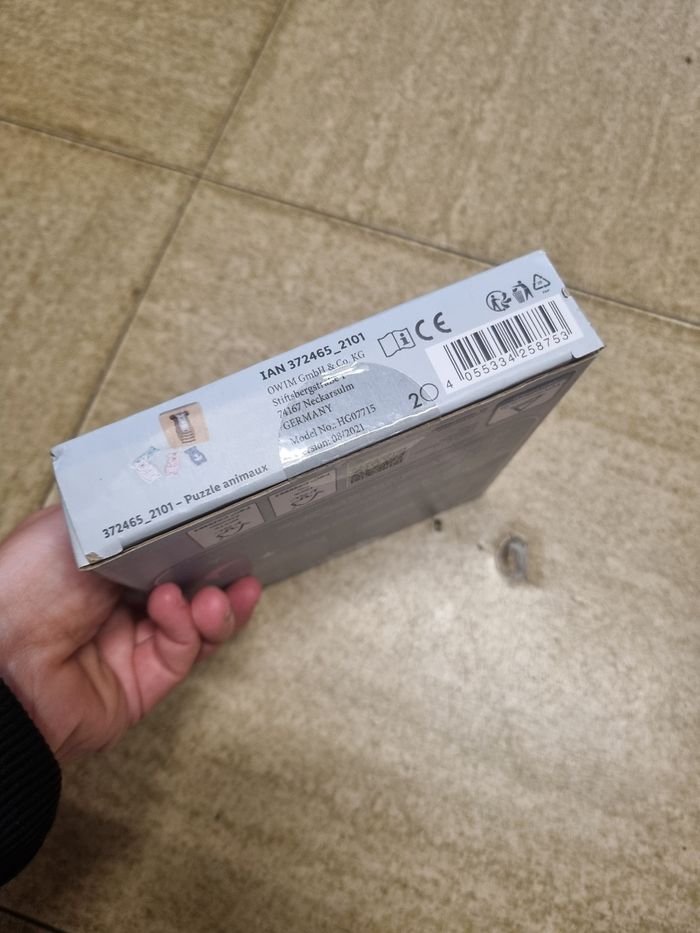 IAN 372465_2101
OWIM GmbH & Co. KG
Stiftsbergstraße 1
74167 Neckarsulm
GERMANY
Model No.: HG07715
Version: 08/2021
CE
20
4 055334 258753
372465_2101 – Puzzle animaux